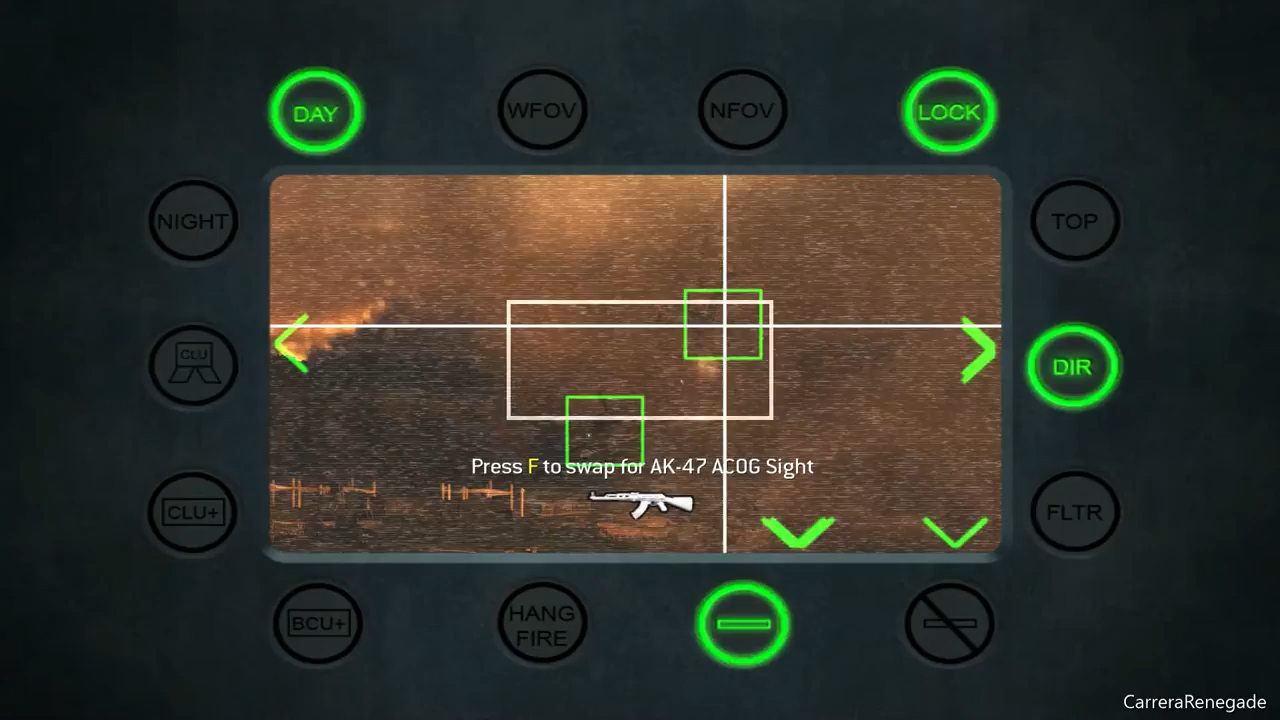 DAY
WFOV
NFOV
LOCK
NIGHT
TOP
CLU
DIR
Press F to swap for AK-47 ACOG Sight
CLU+
FLTR
BCU+
HANG
FIRE
CarreraRenegade